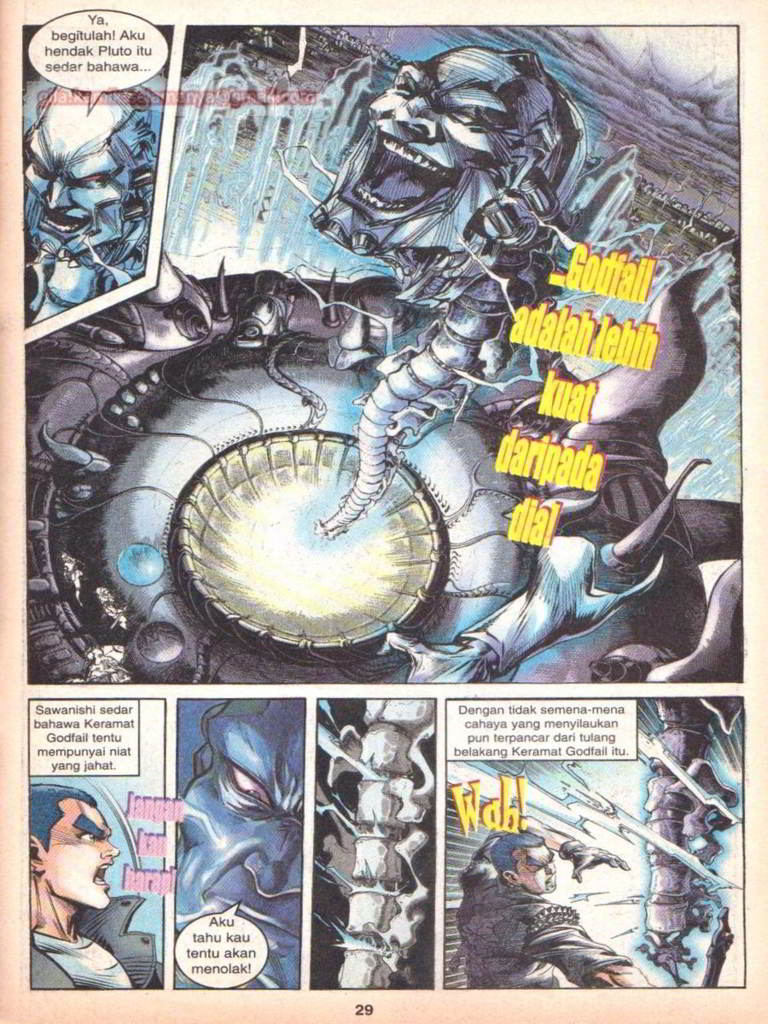 Ya,
begitulah! Aku
hendak Pluto itu
sedar bahawa...
...Godfail
adalah lebih
kuat
daripada
dia!
Sawanishi sedar
bahawa Keramat
Godfail tentu
mempunyai niat
yang jahat.
Jangan
kau
Aku
tahu kau
tentu akan
menolak!
Dengan tidak semena-mena
cahaya yang menyilaukan
pun terpancar dari tulang
belakang Keramat Godfail itu.
Wah!
29